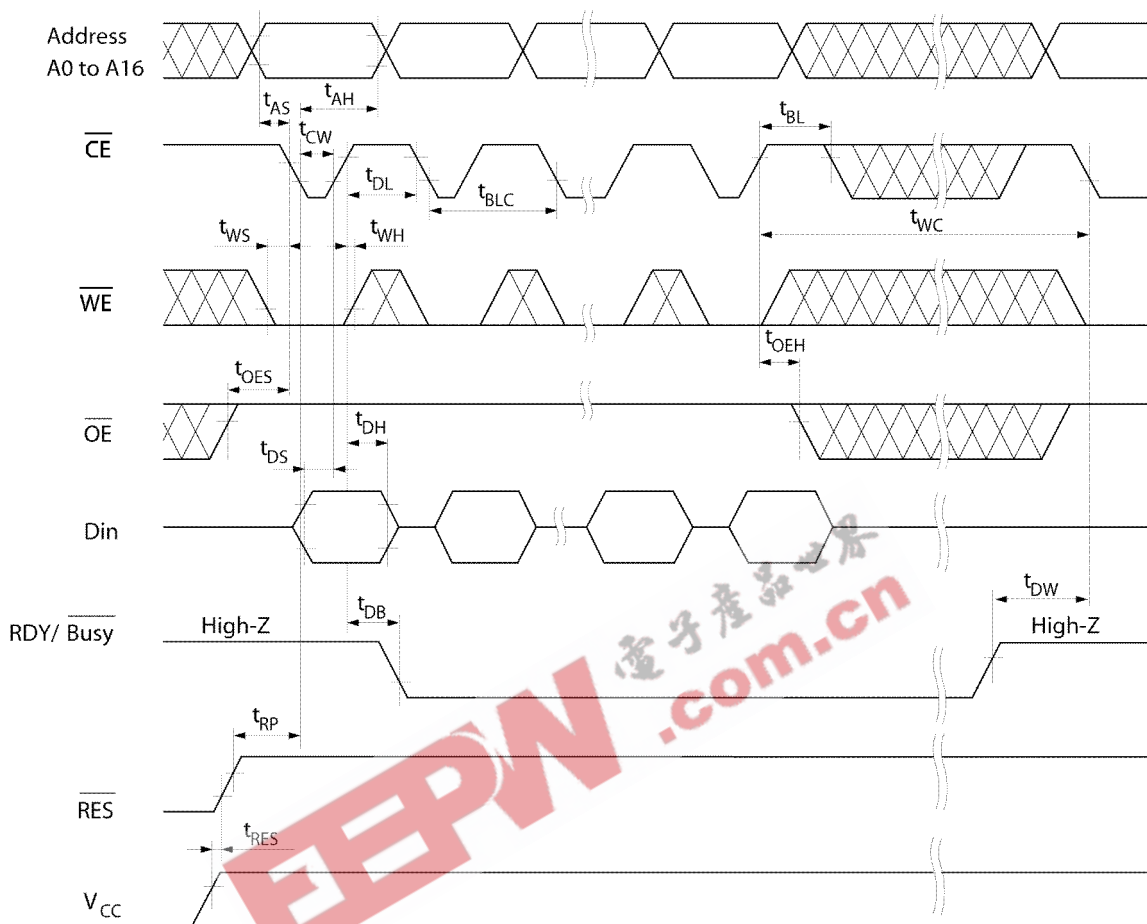 Address
A0 to A16
tAS
tAH
CE
tCW
tBL
tDL
tBLC
tWS
tWH
tWC
WE
tOES
tOEH
OE
tDH
tDS
Din
tDB
tDW
RDY/ Busy
High-Z
High-Z
tRP
RES
tRES
VCC
EEPW
.com.cn
電子產品世界